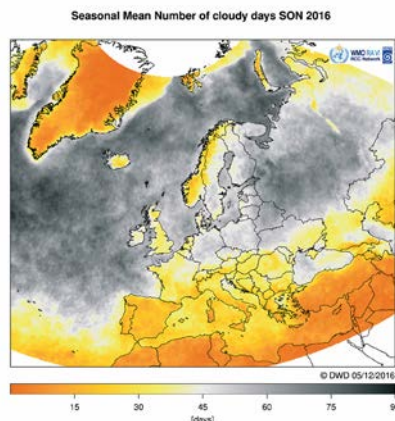 Seasonal Mean Number of cloudy days SON 2016
WMO RA VI
RCC Network
© DWD 05/12/2016
15 30 45 60 75 9
[days]